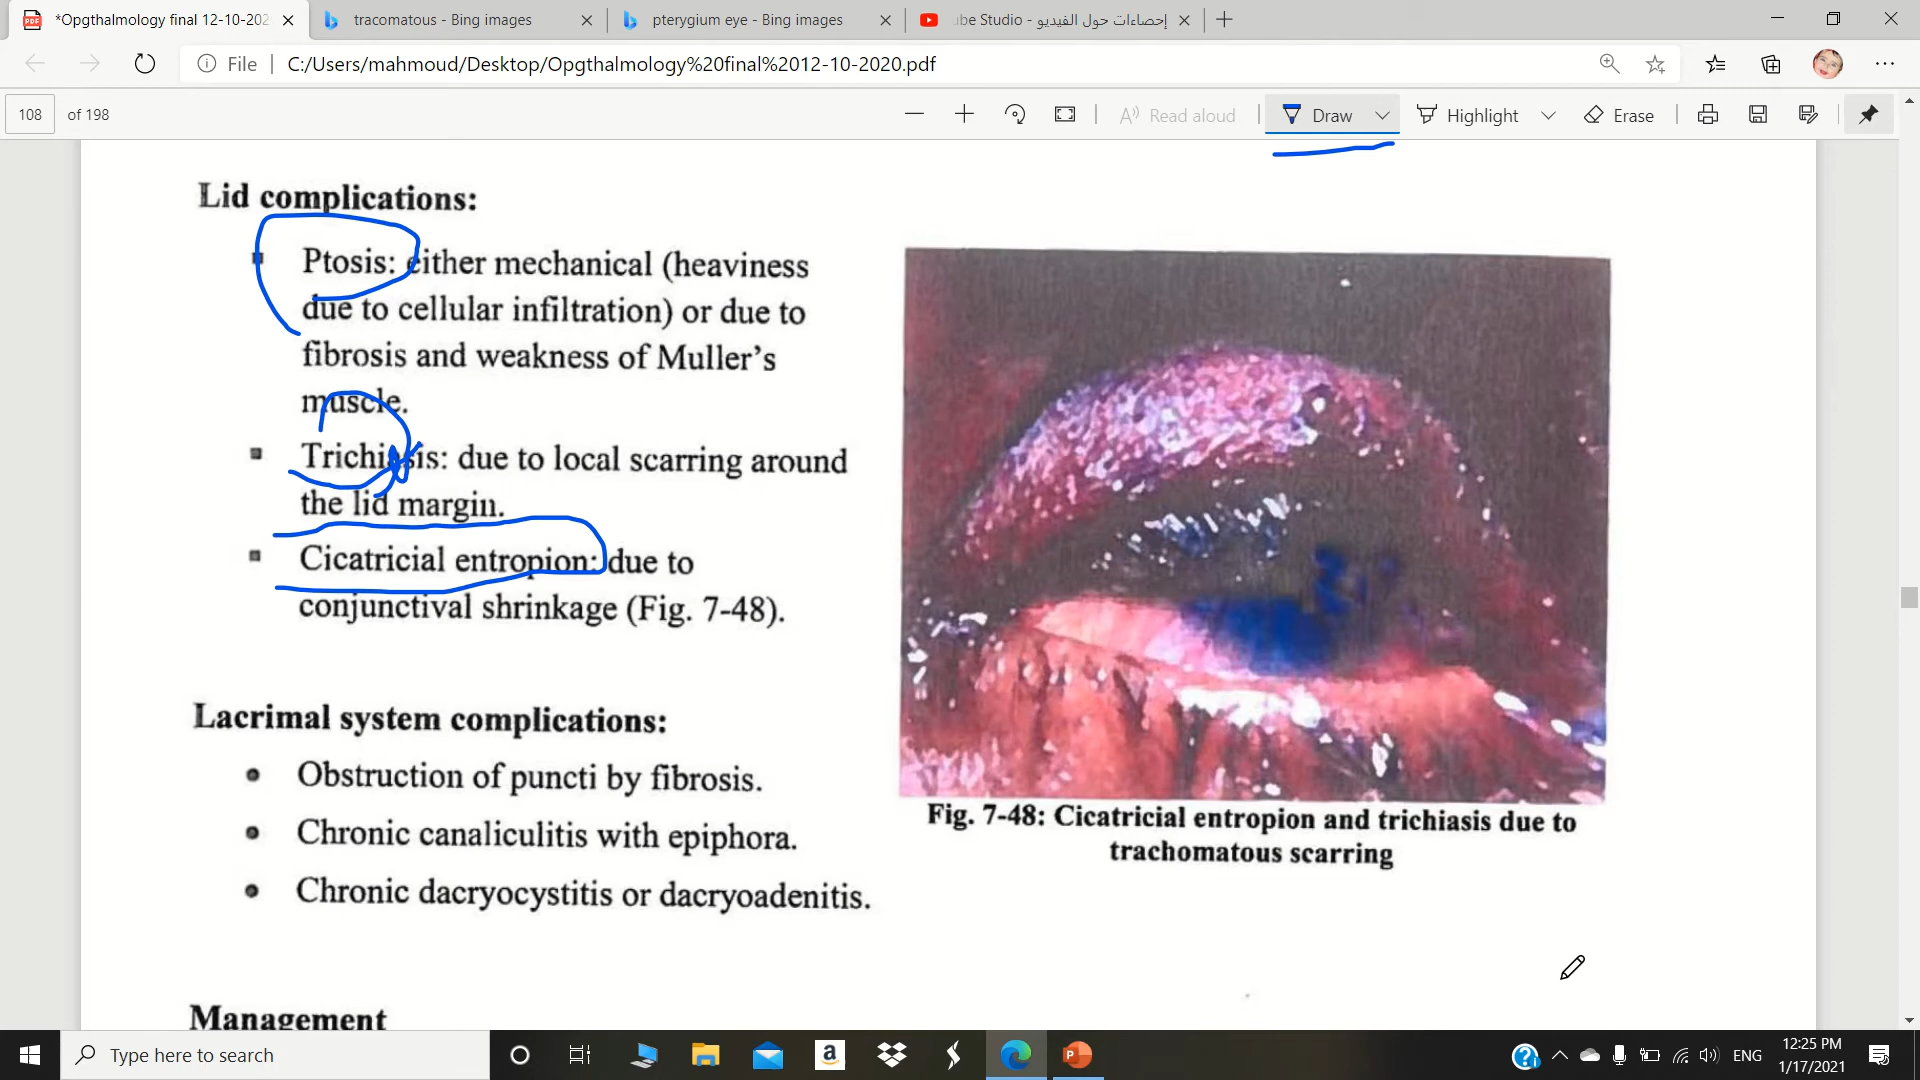 *Opgthalmology final 12-10-202
tracomatous - Bing images
pterygium eye - Bing images
إحصاءات حول الفيديو - ube Studio
File
C:/Users/mahmoud/Desktop/Opgthalmology%20final%2012-10-2020.pdf
108 of 198
Read aloud
Draw
Highlight
Erase
Lid complications:
Ptosis: either mechanical (heaviness
due to cellular infiltration) or due to
fibrosis and weakness of Muller's
muscle.
Trichiasis: due to local scarring around
the lid margin.
Cicatricial entropion: due to
conjunctival shrinkage (Fig. 7-48).
Lacrimal system complications:
Obstruction of puncti by fibrosis.
Chronic canaliculitis with epiphora.
Chronic dacryocystitis or dacryoadenitis.
Fig. 7-48: Cicatricial entropion and trichiasis due to
trachomatous scarring
Management
Type here to search
ENG
12:25 PM
1/17/2021